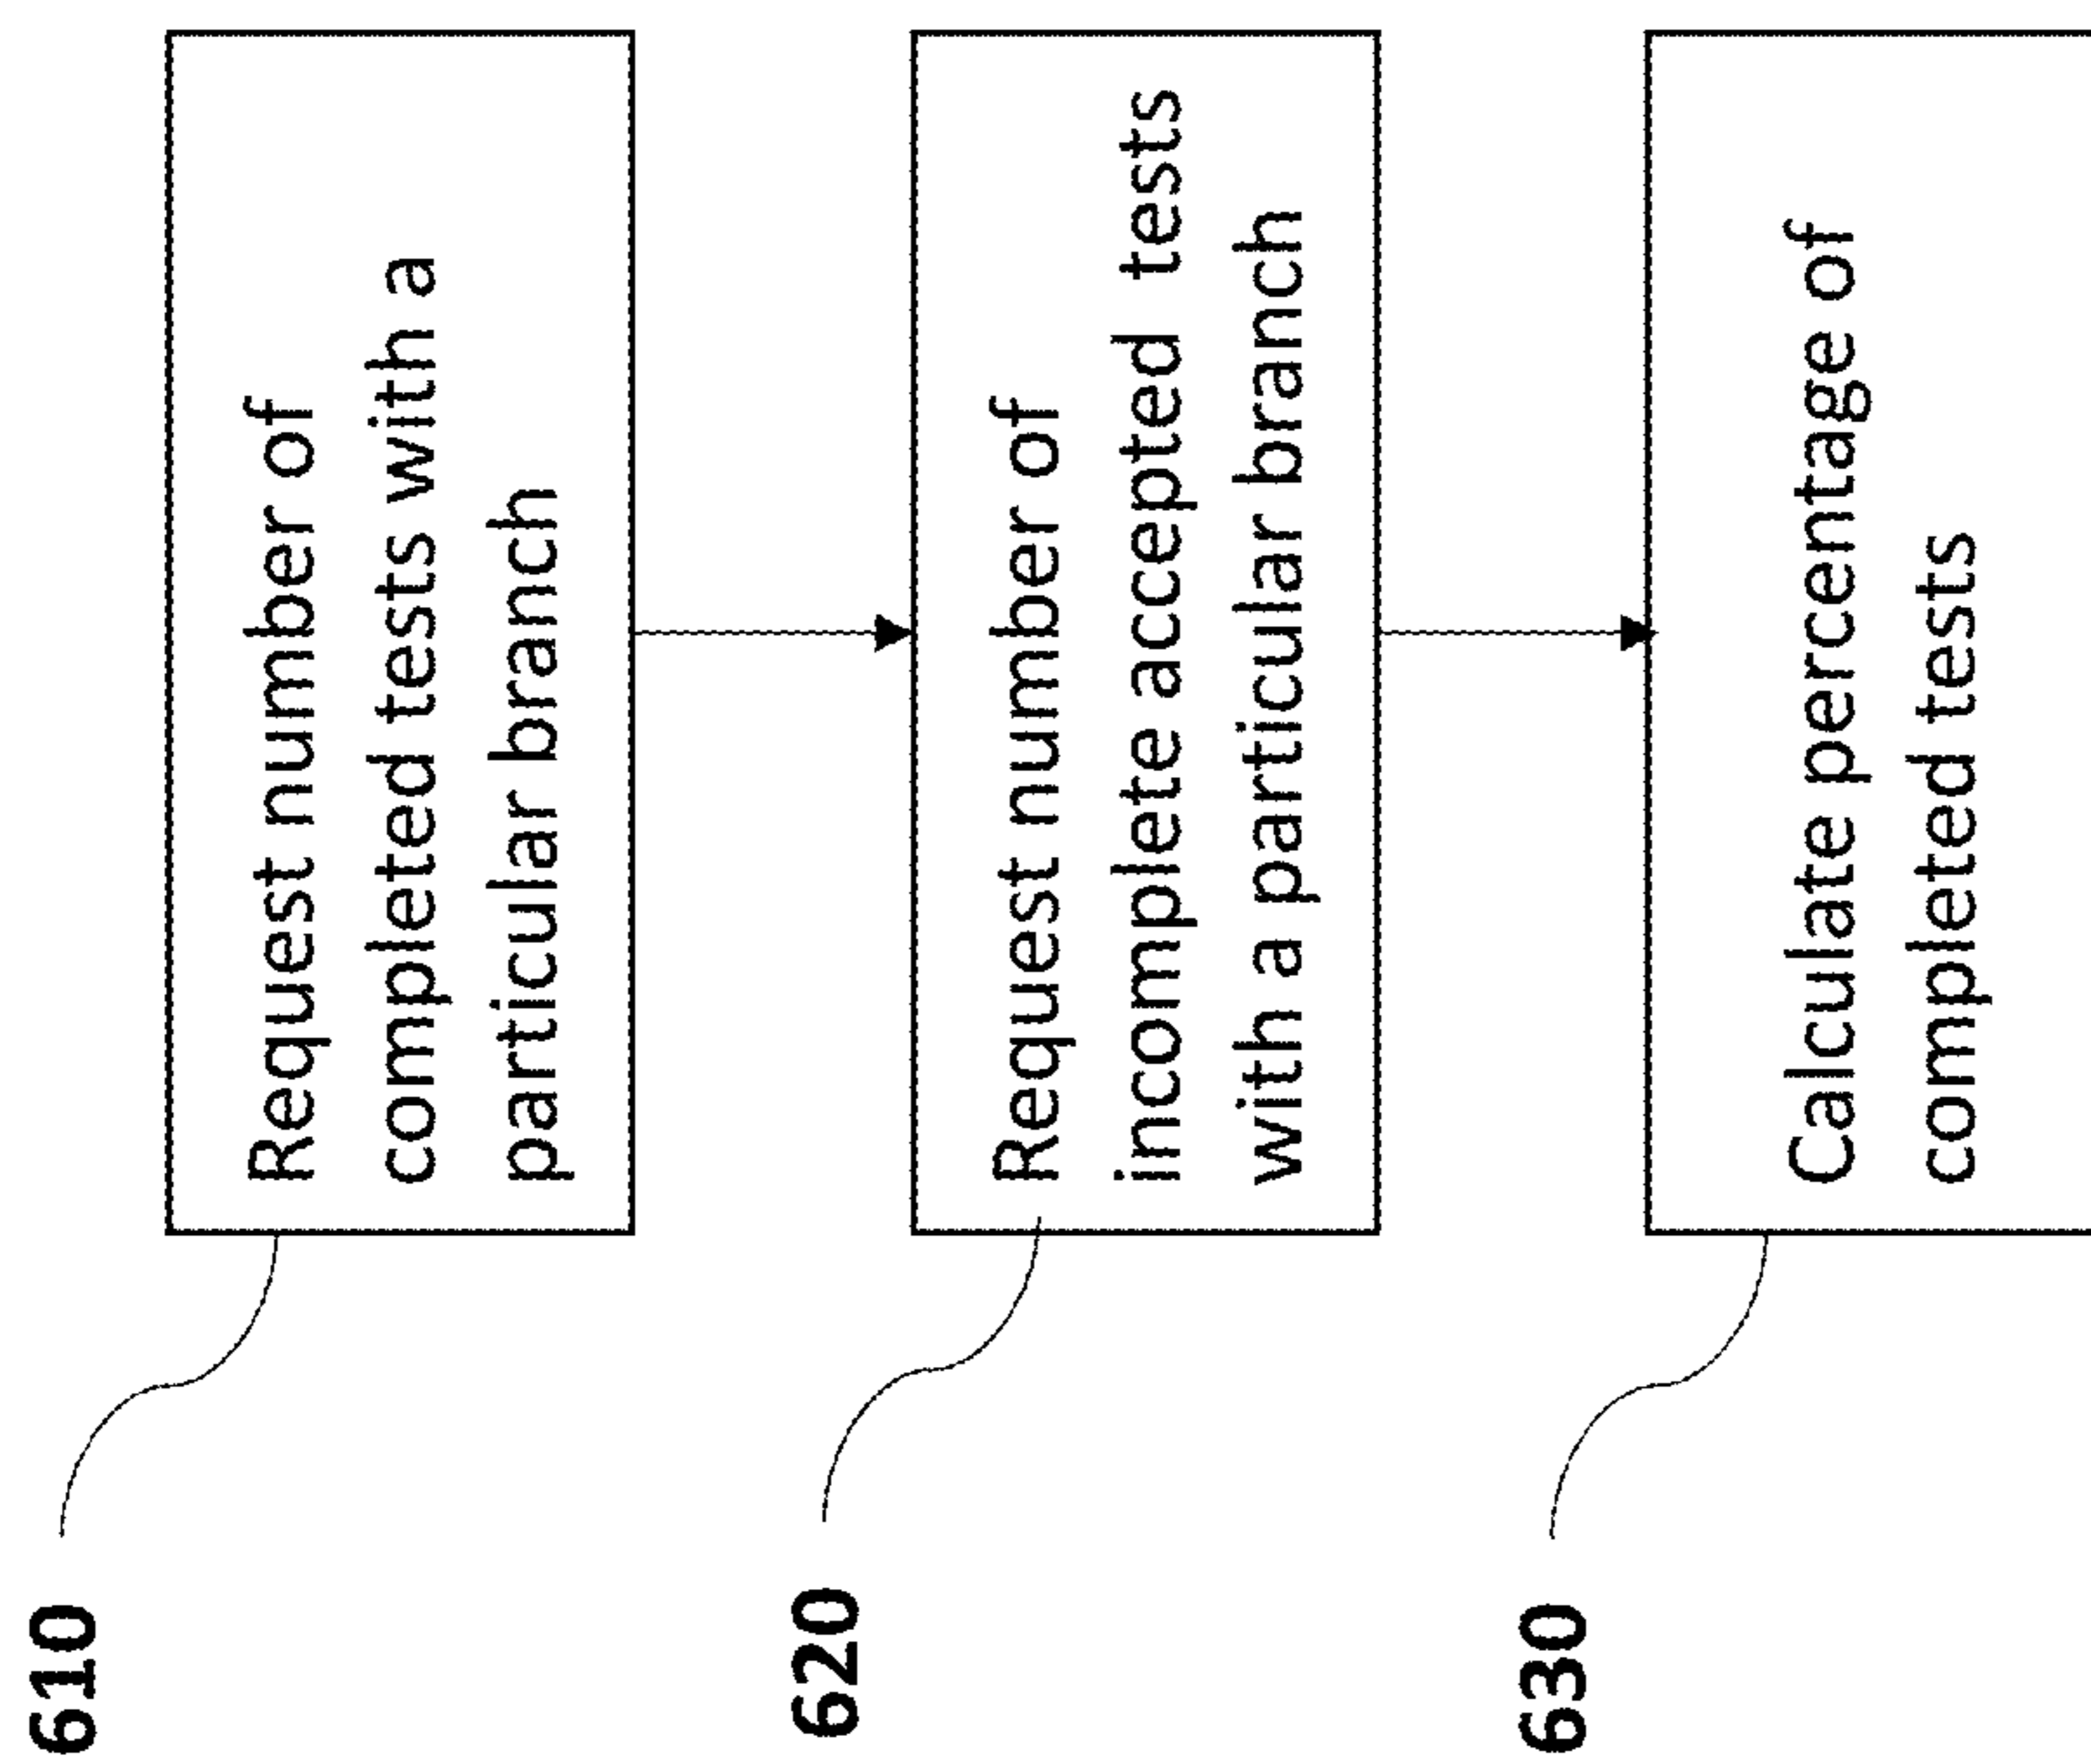 610
Request number of
completed tests with a
particular branch
620
Request number of
incomplete accepted tests
with a particular branch
630
Calculate percentage of
completed tests